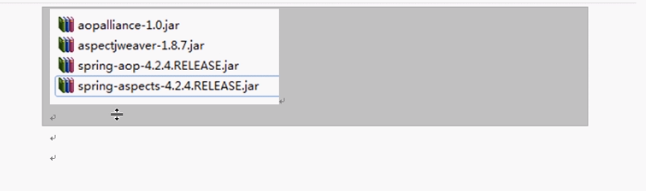 aopalliance-1.0.jar
aspectjweaver-1.8.7.jar
spring-aop-4.2.4.RELEASE.jar
spring-aspects-4.2.4.RELEASE.jar